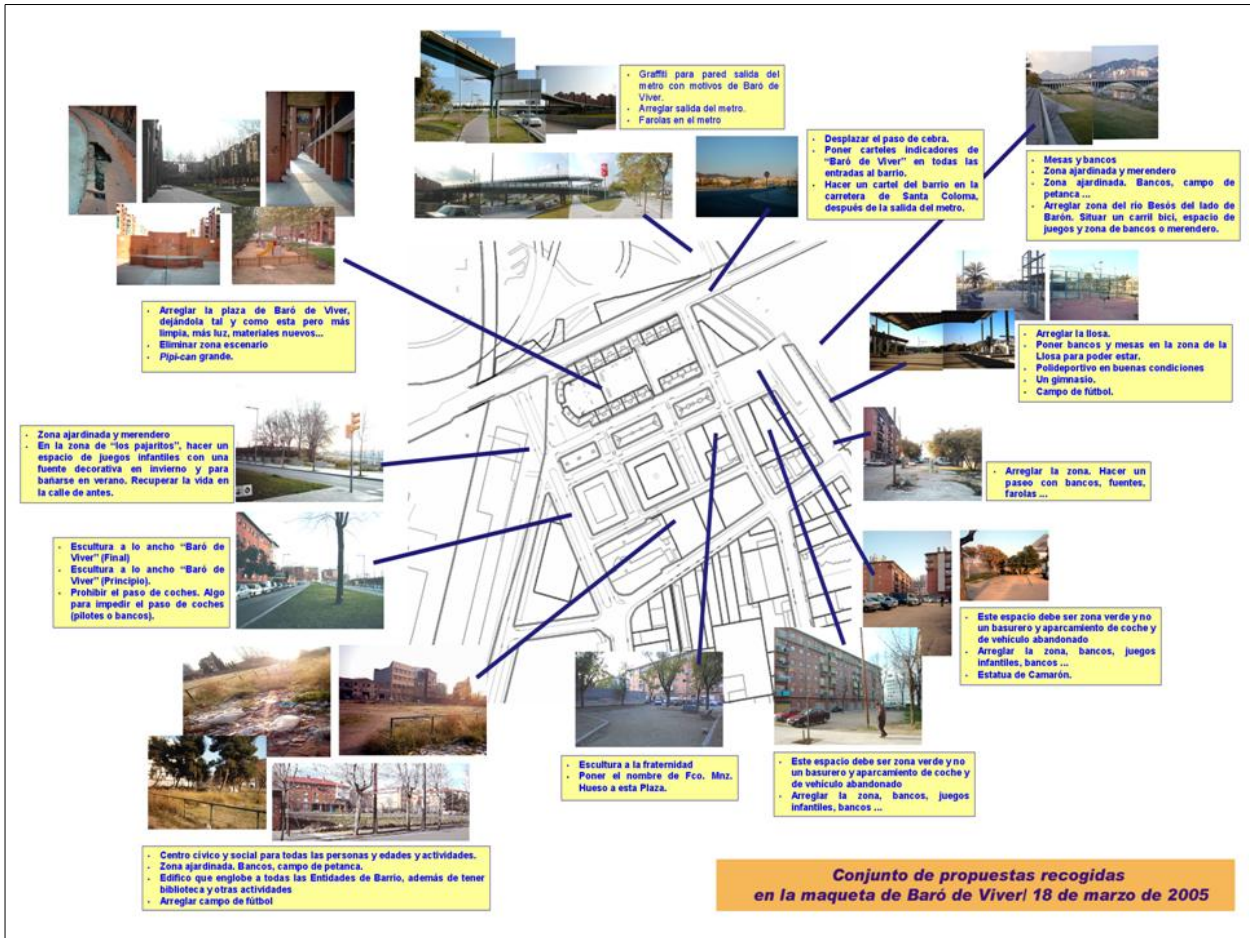 · Graffiti para pared salida del
metro con motivos de Baró de
Viver.
· Arreglar salida del metro.
· Farolas en el metro
· Desplazar el paso de cebra.
· Poner carteles indicadores de
"Baró de Viver" en todas las
entradas al barrio.
· Hacer un cartel del barrio en la
carretera de Santa Coloma,
después de la salida del metro.
· Mesas y bancos
· Zona ajardinada y merendero
· Zona ajardinada. Bancos, campo de
petanca ...
· Arreglar zona del río Besós del lado de
Barón. Situar un carril bici, espacio de
juegos y zona de bancos o merendero.
· Arreglar la plaza de Baró de Viver,
dejándola tal y como esta pero más
limpia, más luz, materiales nuevos...
· Eliminar zona escenario
· Pipi-can grande.
· Arreglar la llosa.
· Poner bancos y mesas en la zona de la
Llosa para poder estar.
· Polideportivo en buenas condiciones
· Un gimnasio.
· Campo de fútbol.
· Zona ajardinada y merendero
· En la zona de "los pajaritos", hacer un
espacio de juegos infantiles con una
fuente decorativa en invierno y para
bañarse en verano. Recuperar la vida en
la calle de antes.
· Arreglar la zona. Hacer un
paseo con bancos, fuentes,
farolas ...
· Escultura a lo ancho "Baró de
Viver" (Final)
· Escultura a lo ancho "Baró de
Viver" (Principio).
· Prohibir el paso de coches. Algo
para impedir el paso de coches
(pilotes o bancos).
· Este espacio debe ser zona verde y no
un basurero y aparcamiento de coche y
de vehículo abandonado
· Arreglar la zona, bancos, juegos
infantiles, bancos ...
· Estatua de Camarón.
· Escultura a la fraternidad
· Poner el nombre de Fco. Mnz.
Hueso a esta Plaza.
· Este espacio debe ser zona verde y no
un basurero y aparcamiento de coche y
de vehículo abandonado
· Arreglar la zona, bancos, juegos
infantiles, bancos ...
· Centro cívico y social para todas las personas y edades y actividades.
· Zona ajardinada. Bancos, campo de petanca.
· Edifico que englobe a todas las Entidades de Barrio, además de tener
biblioteca y otras actividades
· Arreglar campo de fútbol
Conjunto de propuestas recogidas
en la maqueta de Baró de Viver/ 18 de marzo de 2005